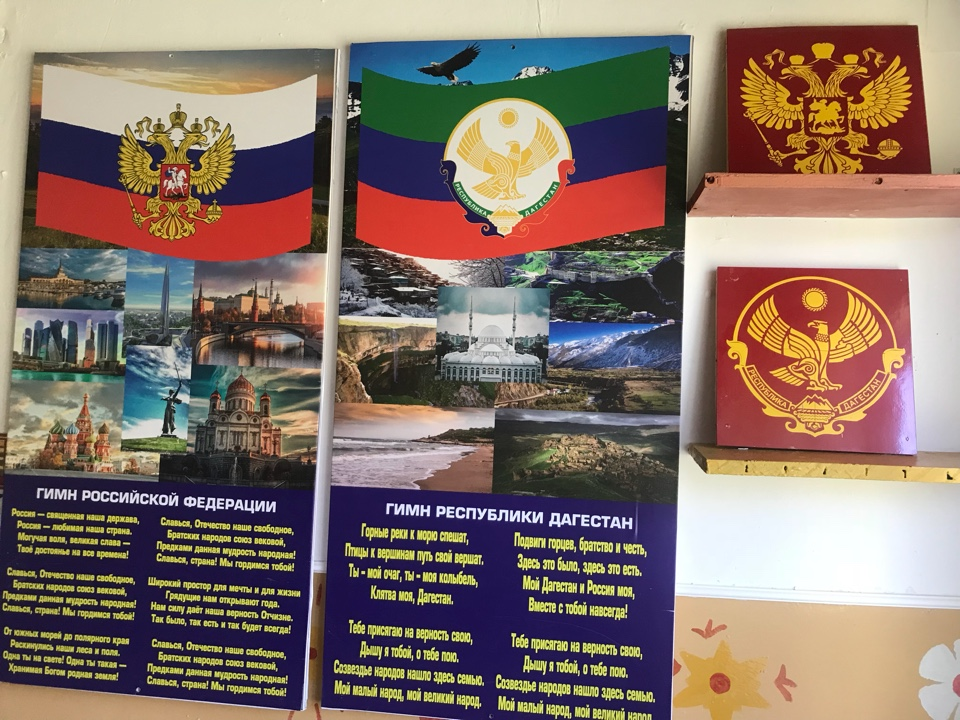 РЕСПУБЛИКА ДАГЕСТАН
РЕСПУБЛИКА ДАГЕСТАН
ГИМН РОССИЙСКОЙ ФЕДЕРАЦИИ
Россия — священная наша держава,
Россия — любимая наша страна.
Могучая воля, великая слава —
Твоё достоянье на все времена!
Славься, Отечество наше свободное,
Братских народов союз вековой,
Предками данная мудрость народная!
Славься, страна! Мы гордимся тобой!
От южных морей до полярного края
Раскинулись наши леса и поля.
Одна ты на свете! Одна ты такая —
Хранимая Богом родная земля!
Славься, Отечество наше свободное,
Братских народов союз вековой,
Предками данная мудрость народная!
Славься, страна! Мы гордимся тобой!
Широкий простор для мечты и для жизни
Грядущие нам открывают года.
Нам силу даёт наша верность Отчизне.
Так было, так есть и так будет всегда!
Славься, Отечество наше свободное,
Братских народов союз вековой,
Предками данная мудрость народная!
Славься, страна! Мы гордимся тобой!
ГИМН РЕСПУБЛИКИ ДАГЕСТАН
Горные реки к морю спешат,
Птицы к вершинам путь свой вершат.
Ты - мой очаг, ты - моя колыбель,
Клятва моя, Дагестан.
Тебе присягаю на верность свою,
Дышу я тобой, о тебе пою.
Созвездье народов нашло здесь семью.
Мой малый народ, мой великий народ.
Подвиги горцев, братство и честь,
Здесь это было, здесь это есть.
Мой Дагестан и Россия моя,
Вместе с тобой навсегда!
Тебе присягаю на верность свою,
Дышу я тобой, о тебе пою.
Созвездье народов нашло здесь семью.
Мой малый народ, мой великий народ.